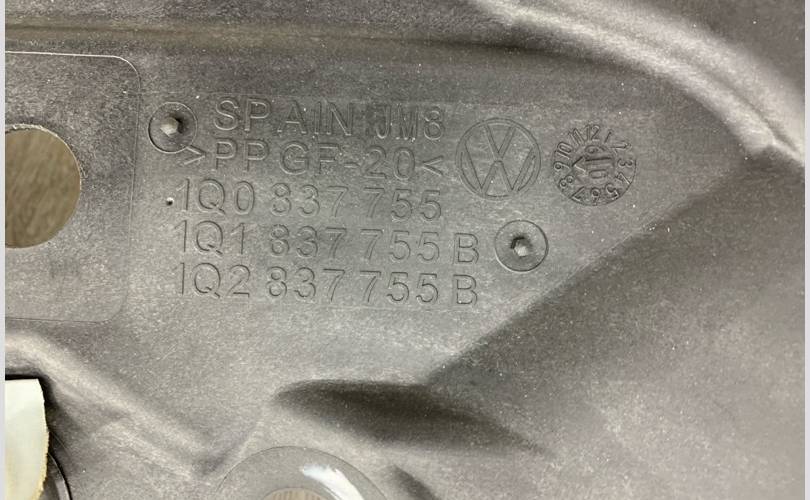 SPAIN JM8
>PP GF-20<
1Q0 837 755
1Q1 837 755 B
1Q2 837 755 B